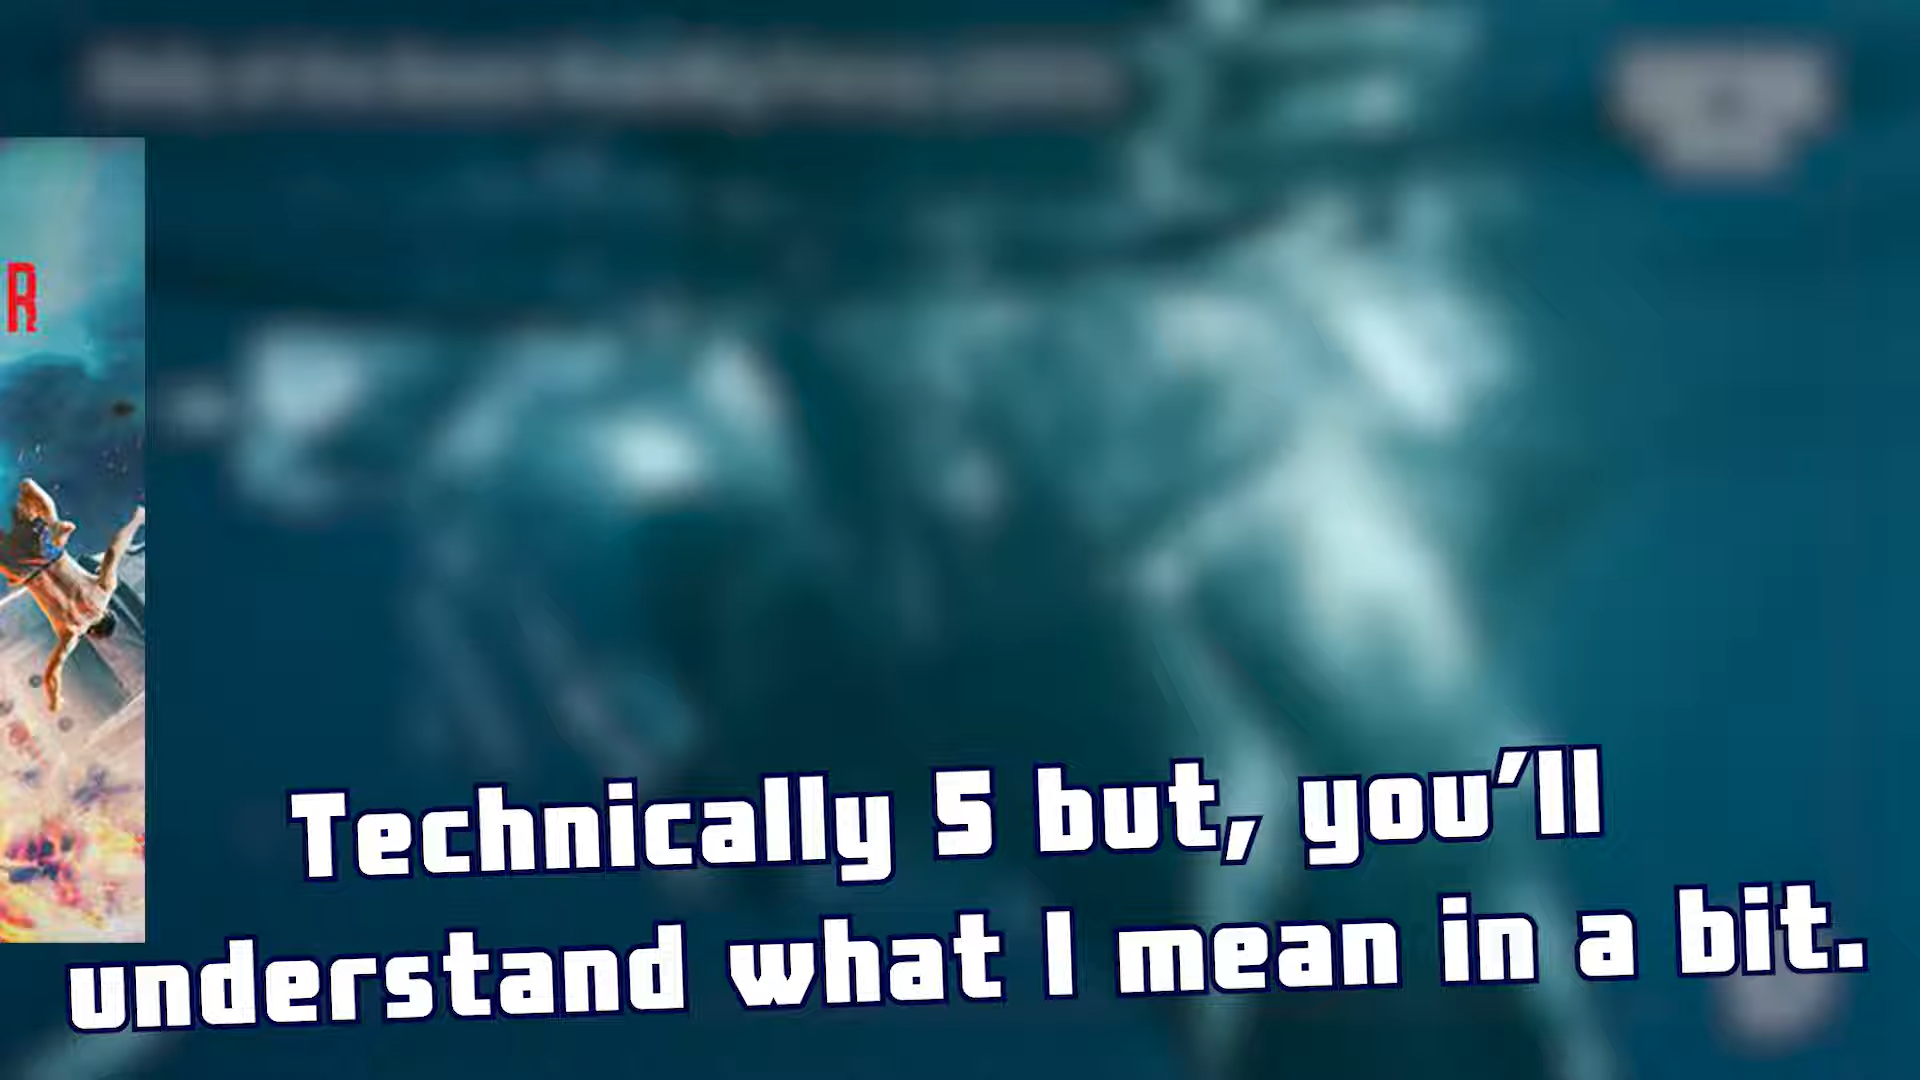 R
Technically 5 but, you'll
understand what I mean in a bit.